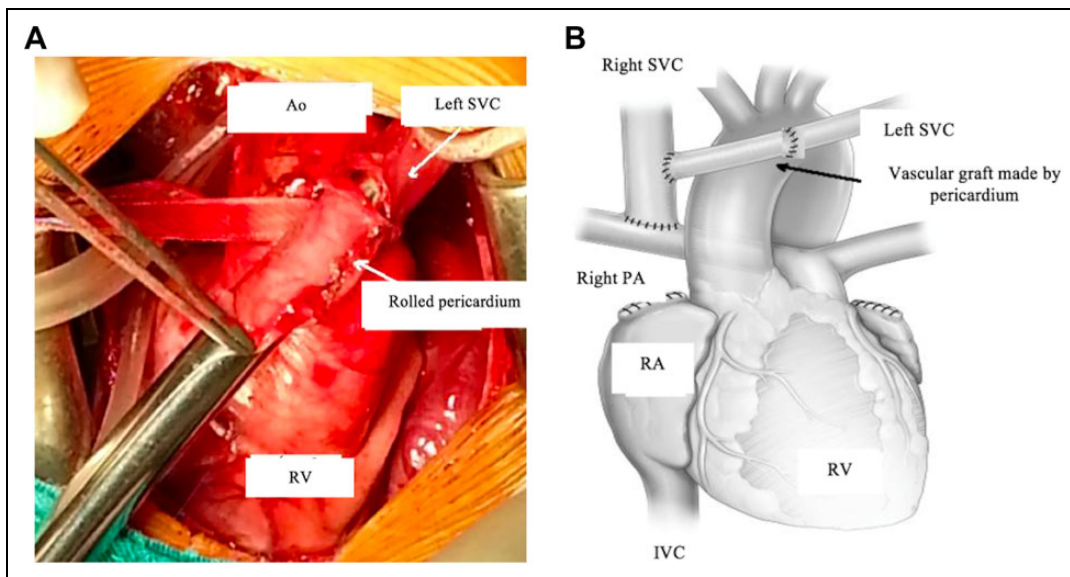 A
Ao
Left SVC
Rolled pericardium
RV
B
Right SVC
Left SVC
Vascular graft made by
pericardium
Right PA
RA
RV
IVC